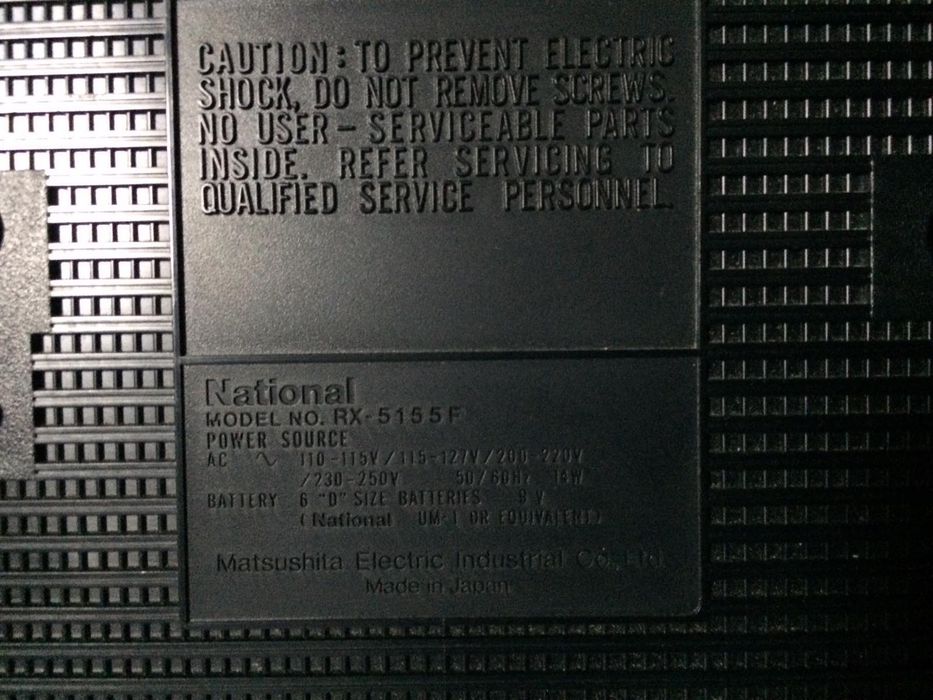 CAUTION: TO PREVENT ELECTRIC
SHOCK, DO NOT REMOVE SCREWS.
NO USER-SERVICEABLE PARTS
INSIDE. REFER SERVICING TO
QUALIFIED SERVICE PERSONNEL.
National
MODEL NO. RX-5155F
POWER SOURCE
AC ∿ 110-115V/115-127V/200-220V
/230-250V 50/60Hz 14W
BATTERY 6 "D" SIZE BATTERIES 9V
(National UM-1 OR EQUIVALENT)
Matsushita Electric Industrial Co., Ltd.
Made in Japan